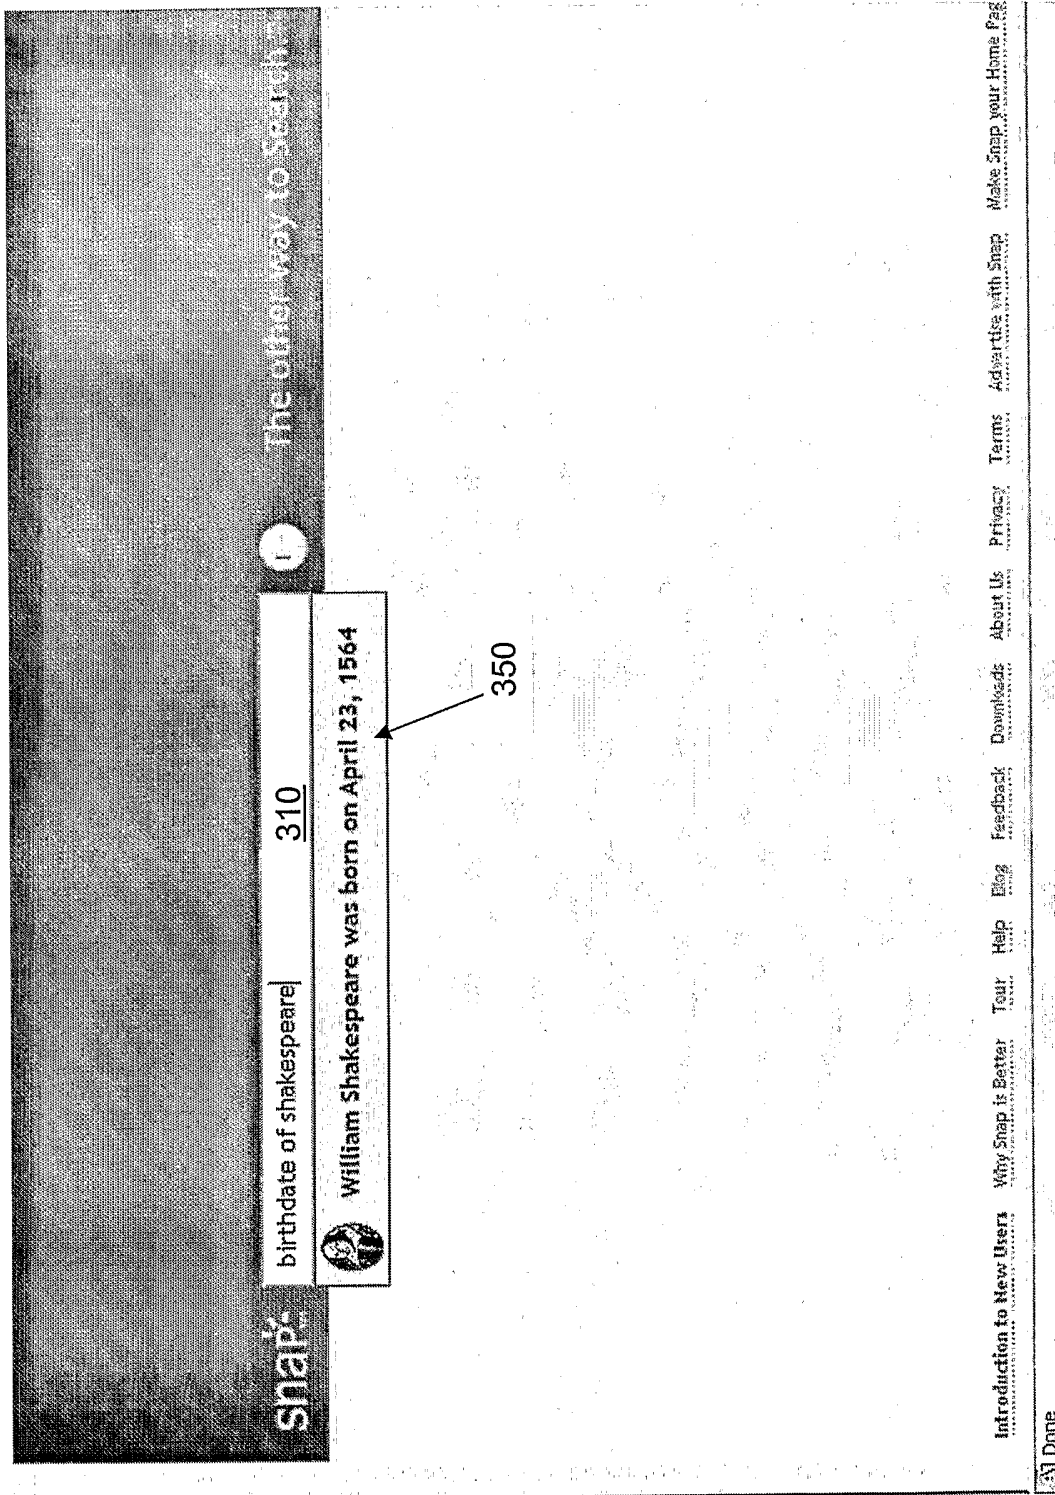 snap
birthdate of shakespeare
310
The other way to search...
William Shakespeare was born on April 23, 1564
350
Introduction to New Users Why Snap is Better Tour Help Blog Feedback Downloads About Us Privacy Terms Advertise with Snap Make Snap your Home Pag
Done